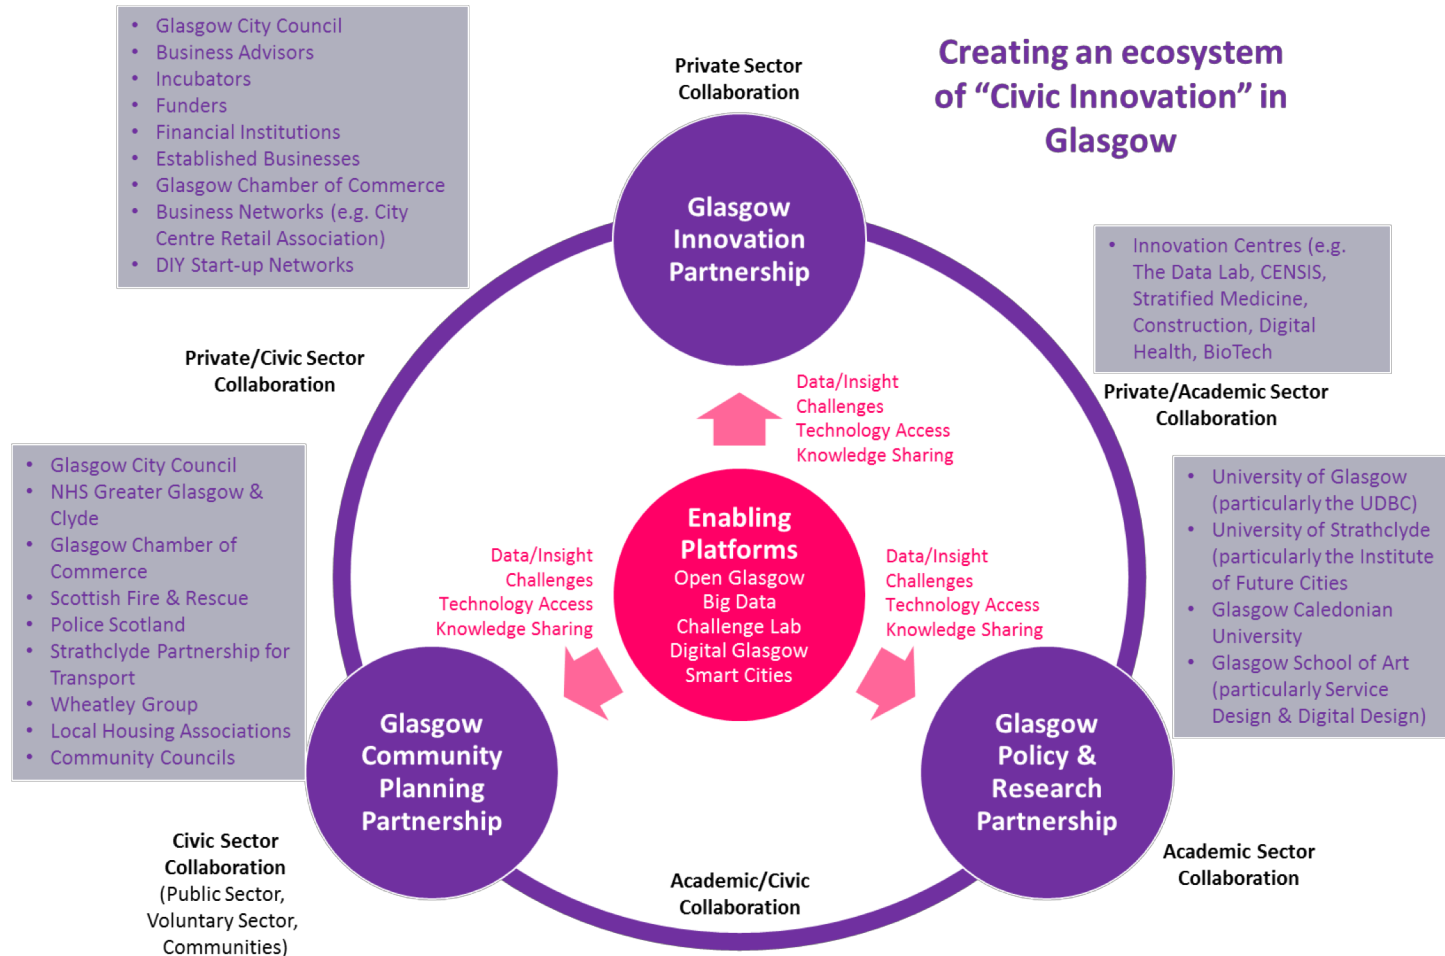 Creating an ecosystem
of “Civic Innovation” in
Glasgow
• Glasgow City Council
• Business Advisors
• Incubators
• Funders
• Financial Institutions
• Established Businesses
• Glasgow Chamber of Commerce
• Business Networks (e.g. City
Centre Retail Association)
• DIY Start-up Networks
Private Sector
Collaboration
Glasgow
Innovation
Partnership
• Innovation Centres (e.g.
The Data Lab, CENSIS,
Stratified Medicine,
Construction, Digital
Health, BioTech
Private/Civic Sector
Collaboration
Private/Academic Sector
Collaboration
Data/Insight
Challenges
Technology Access
Knowledge Sharing
• Glasgow City Council
• NHS Greater Glasgow &
Clyde
• Glasgow Chamber of
Commerce
• Scottish Fire & Rescue
• Police Scotland
• Strathclyde Partnership for
Transport
• Wheatley Group
• Local Housing Associations
• Community Councils
Data/Insight
Challenges
Technology Access
Knowledge Sharing
Enabling
Platforms
Open Glasgow
Big Data
Challenge Lab
Digital Glasgow
Smart Cities
Data/Insight
Challenges
Technology Access
Knowledge Sharing
• University of Glasgow
(particularly the UDBC)
• University of Strathclyde
(particularly the Institute
of Future Cities
• Glasgow Caledonian
University
• Glasgow School of Art
(particularly Service
Design & Digital Design)
Glasgow
Community
Planning
Partnership
Glasgow
Policy &
Research
Partnership
Civic Sector
Collaboration
(Public Sector,
Voluntary Sector,
Communities)
Academic/Civic
Collaboration
Academic Sector
Collaboration